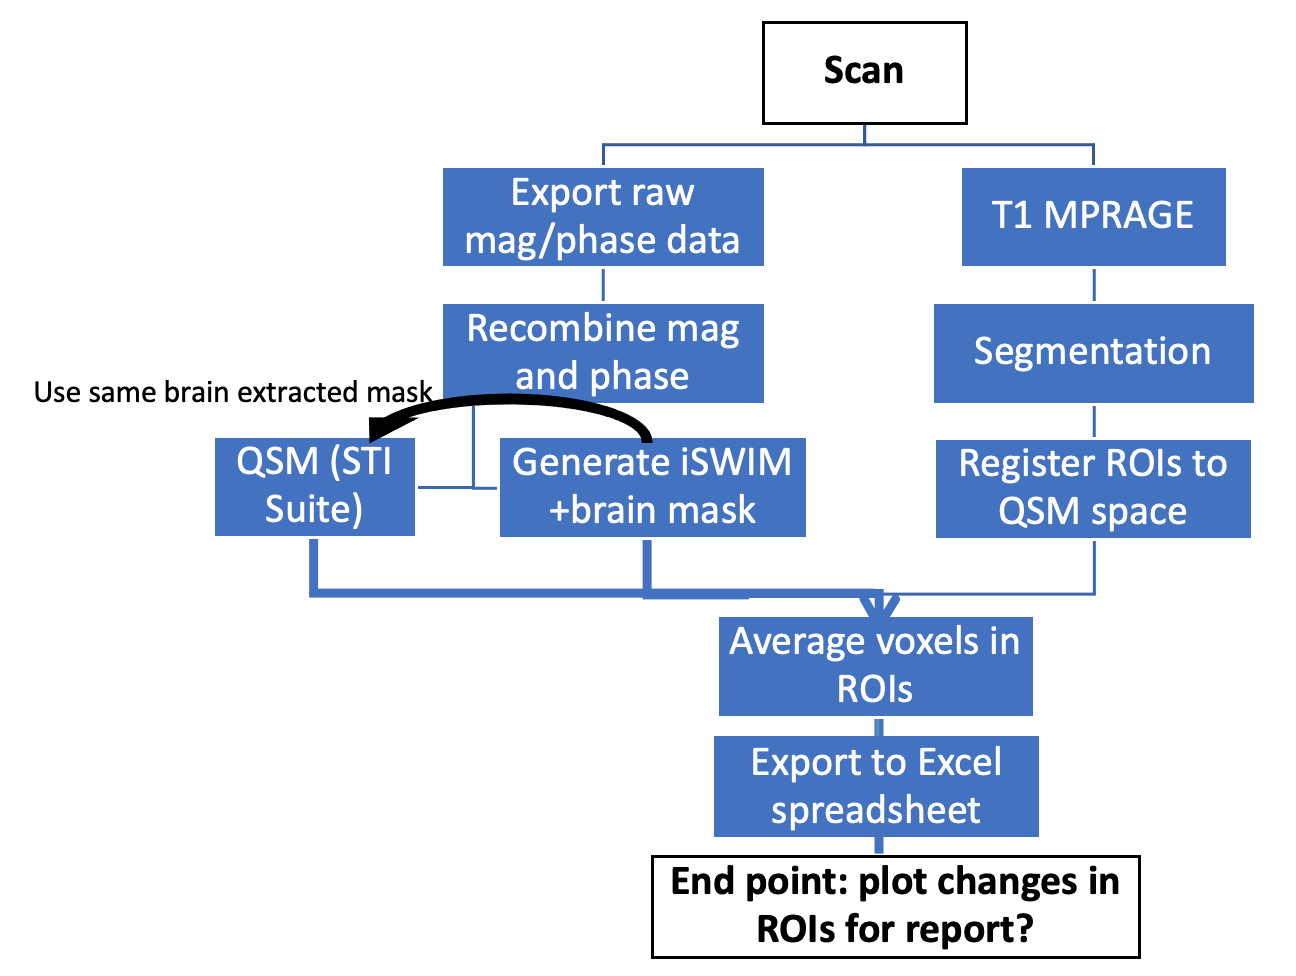 Scan
Export raw
mag/phase data
T1 MPRAGE
Recombine mag
and phase
Segmentation
Use same brain extracted mask
QSM (STI
Suite)
Generate iSWIM
+brain mask
Register ROIs to
QSM space
Average voxels in
ROIs
Export to Excel
spreadsheet
End point: plot changes in
ROIs for report?